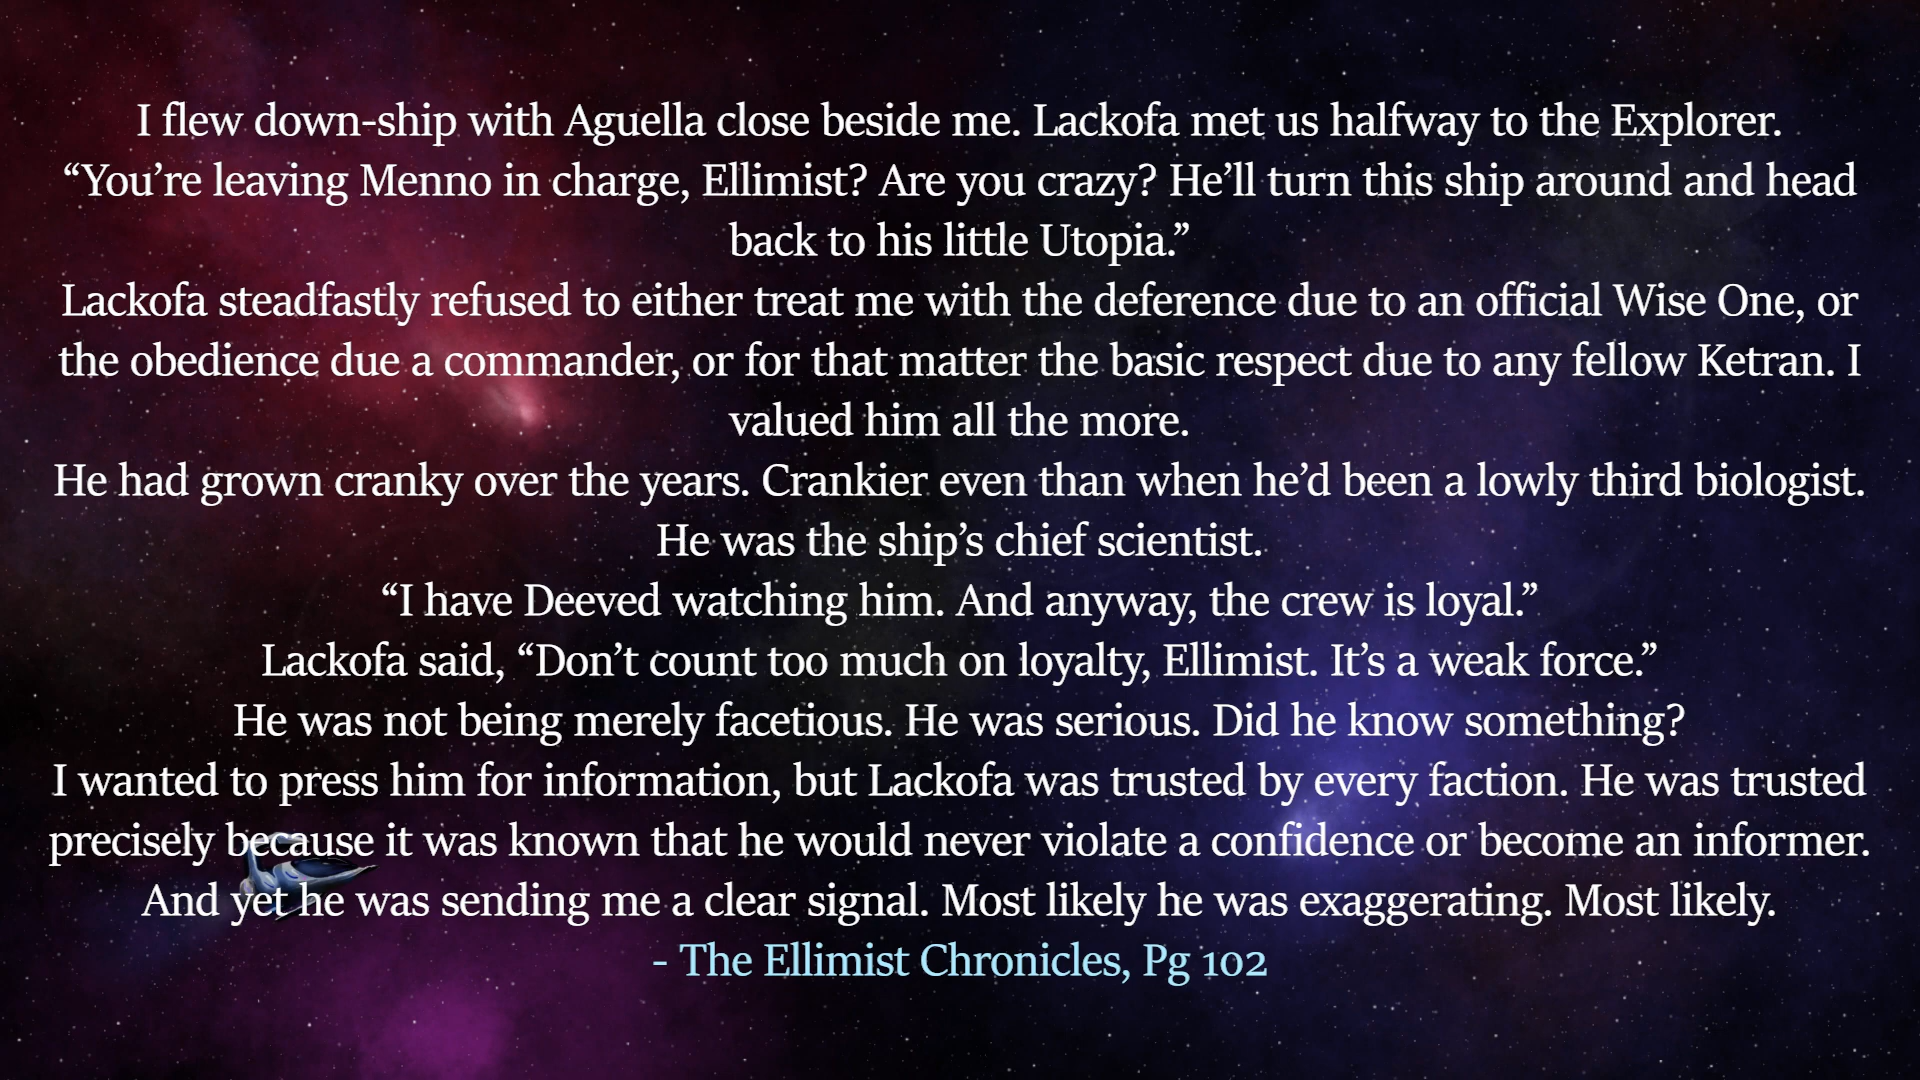 I flew down-ship with Aguella close beside me. Lackofa met us halfway to the Explorer.
“You’re leaving Menno in charge, Ellimist? Are you crazy? He’ll turn this ship around and head
back to his little Utopia.”
Lackofa steadfastly refused to either treat me with the deference due to an official Wise One, or
the obedience due a commander, or for that matter the basic respect due to any fellow Ketran. I
valued him all the more.
He had grown cranky over the years. Crankier even than when he’d been a lowly third biologist.
He was the ship’s chief scientist.
“I have Deeved watching him. And anyway, the crew is loyal.”
Lackofa said, “Don’t count too much on loyalty, Ellimist. It’s a weak force.”
He was not being merely facetious. He was serious. Did he know something?
I wanted to press him for information, but Lackofa was trusted by every faction. He was trusted
precisely because it was known that he would never violate a confidence or become an informer.
And yet he was sending me a clear signal. Most likely he was exaggerating. Most likely.
- The Ellimist Chronicles, Pg 102